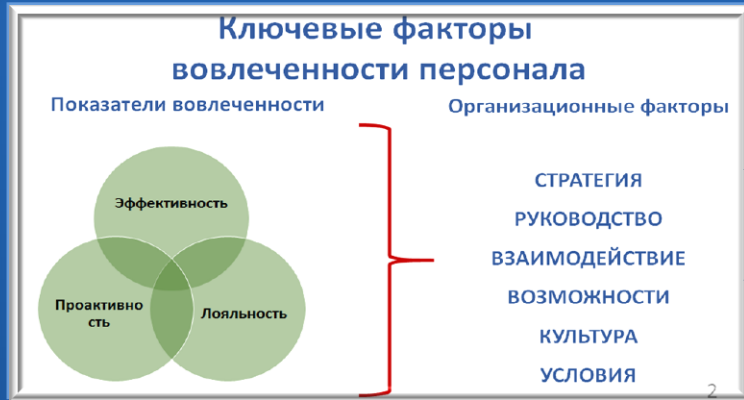 Ключевые факторы
вовлеченности персонала
Показатели вовлеченности
Организационные факторы
Эффективность
Проактивно
сть
Лояльность
СТРАТЕГИЯ
РУКОВОДСТВО
ВЗАИМОДЕЙСТВИЕ
ВОЗМОЖНОСТИ
КУЛЬТУРА
УСЛОВИЯ
2